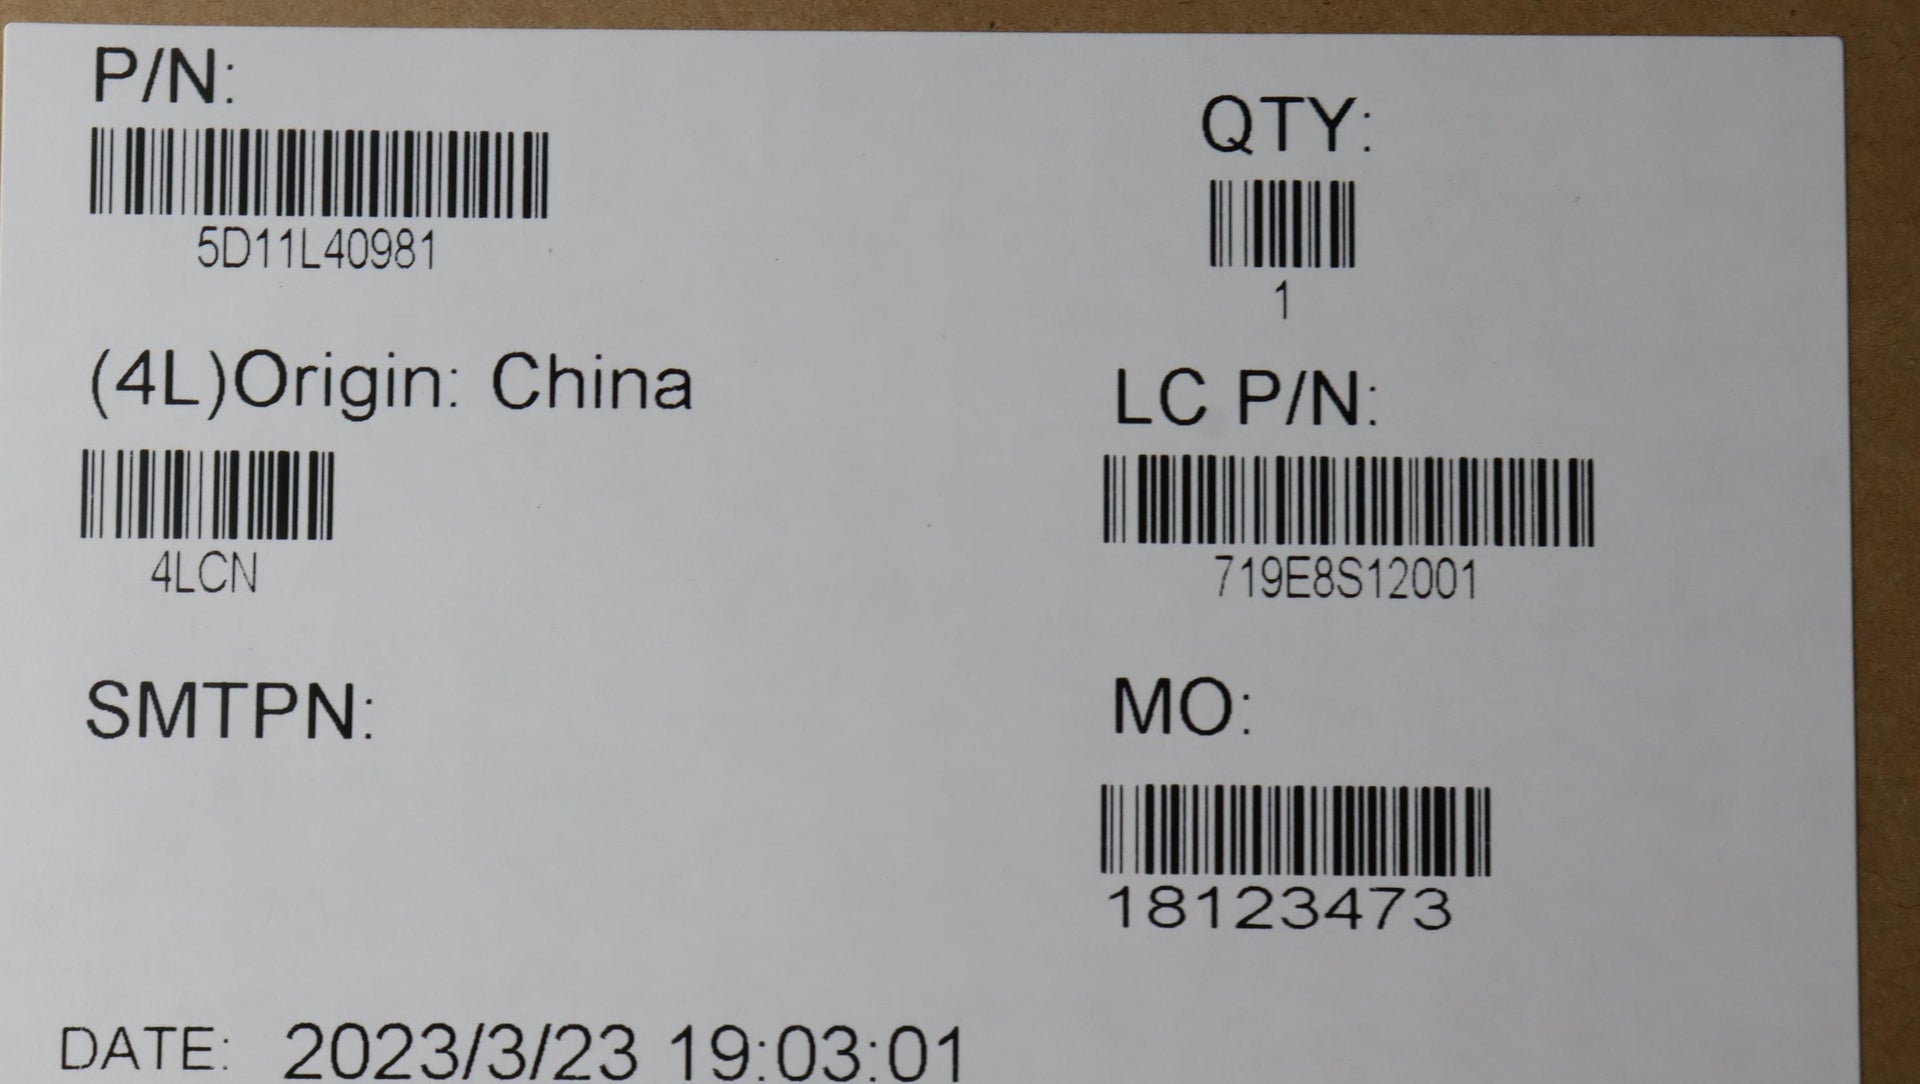 P/N:
5D11L40981
QTY:
1
(4L)Origin: China
4LCN
LC P/N:
719E8S12001
SMTPN:
MO:
18123473
DATE: 2023/3/23 19:03:01